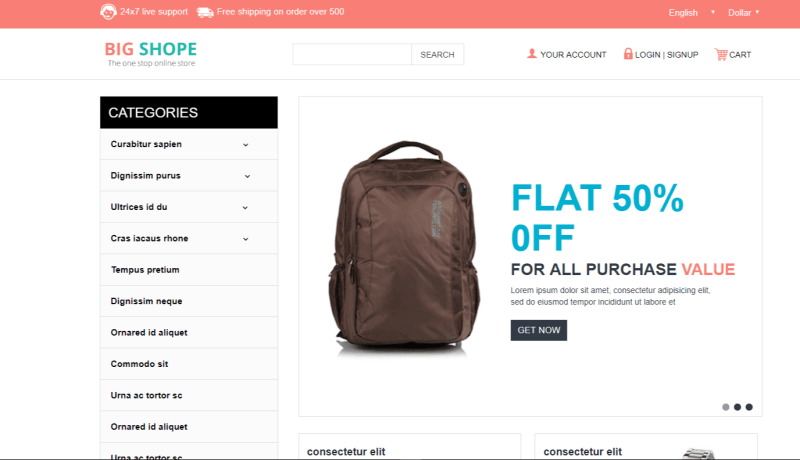 24x7 live support
Free shipping on order over 500
English
Dollar
BIG SHOPE
The one stop online store
SEARCH
YOUR ACCOUNT
LOGIN | SIGNUP
CART
CATEGORIES
Curabitur sapien
Dignissim purus
Ultrices id du
Cras iacaus rhone
Tempus pretium
Dignissim neque
Ornared id aliquet
Commodo sit
Urna ac tortor sc
Ornared id aliquet
Urna ac tortor sc
FLAT 50%
0FF
FOR ALL PURCHASE VALUE
Lorem ipsum dolor sit amet, consectetur adipisicing elit,
sed do eiusmod tempor incididunt ut labore et
GET NOW
consectetur elit
consectetur elit